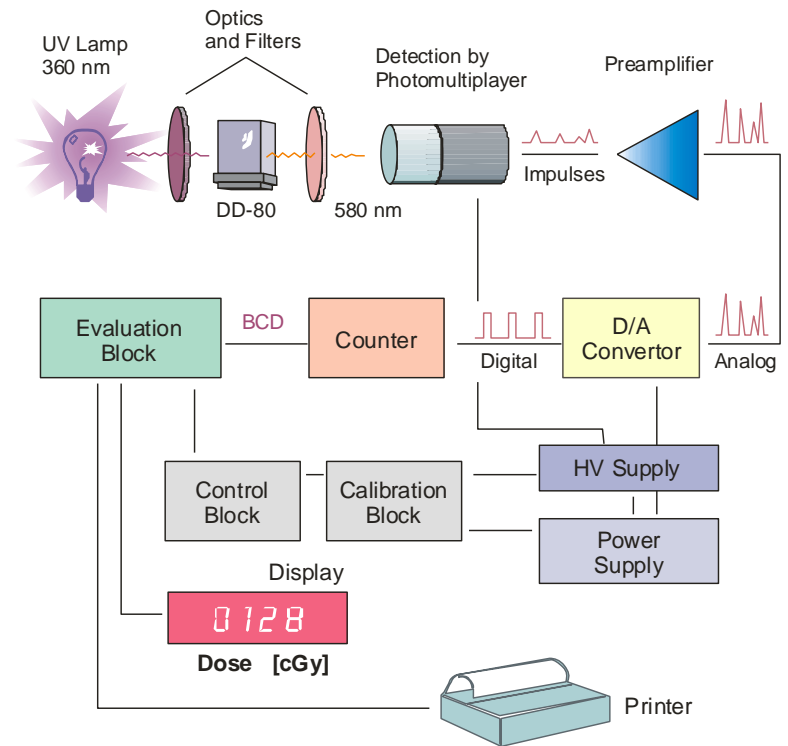 UV Lamp
360 nm
Optics
and Filters
Detection by
Photomultiplayer
Preamplifier
DD-80
580 nm
Impulses
Evaluation
Block
BCD
Counter
Digital
D/A
Convertor
Analog
Control
Block
Calibration
Block
HV Supply
Power
Supply
Display
0128
Dose [cGy]
Printer